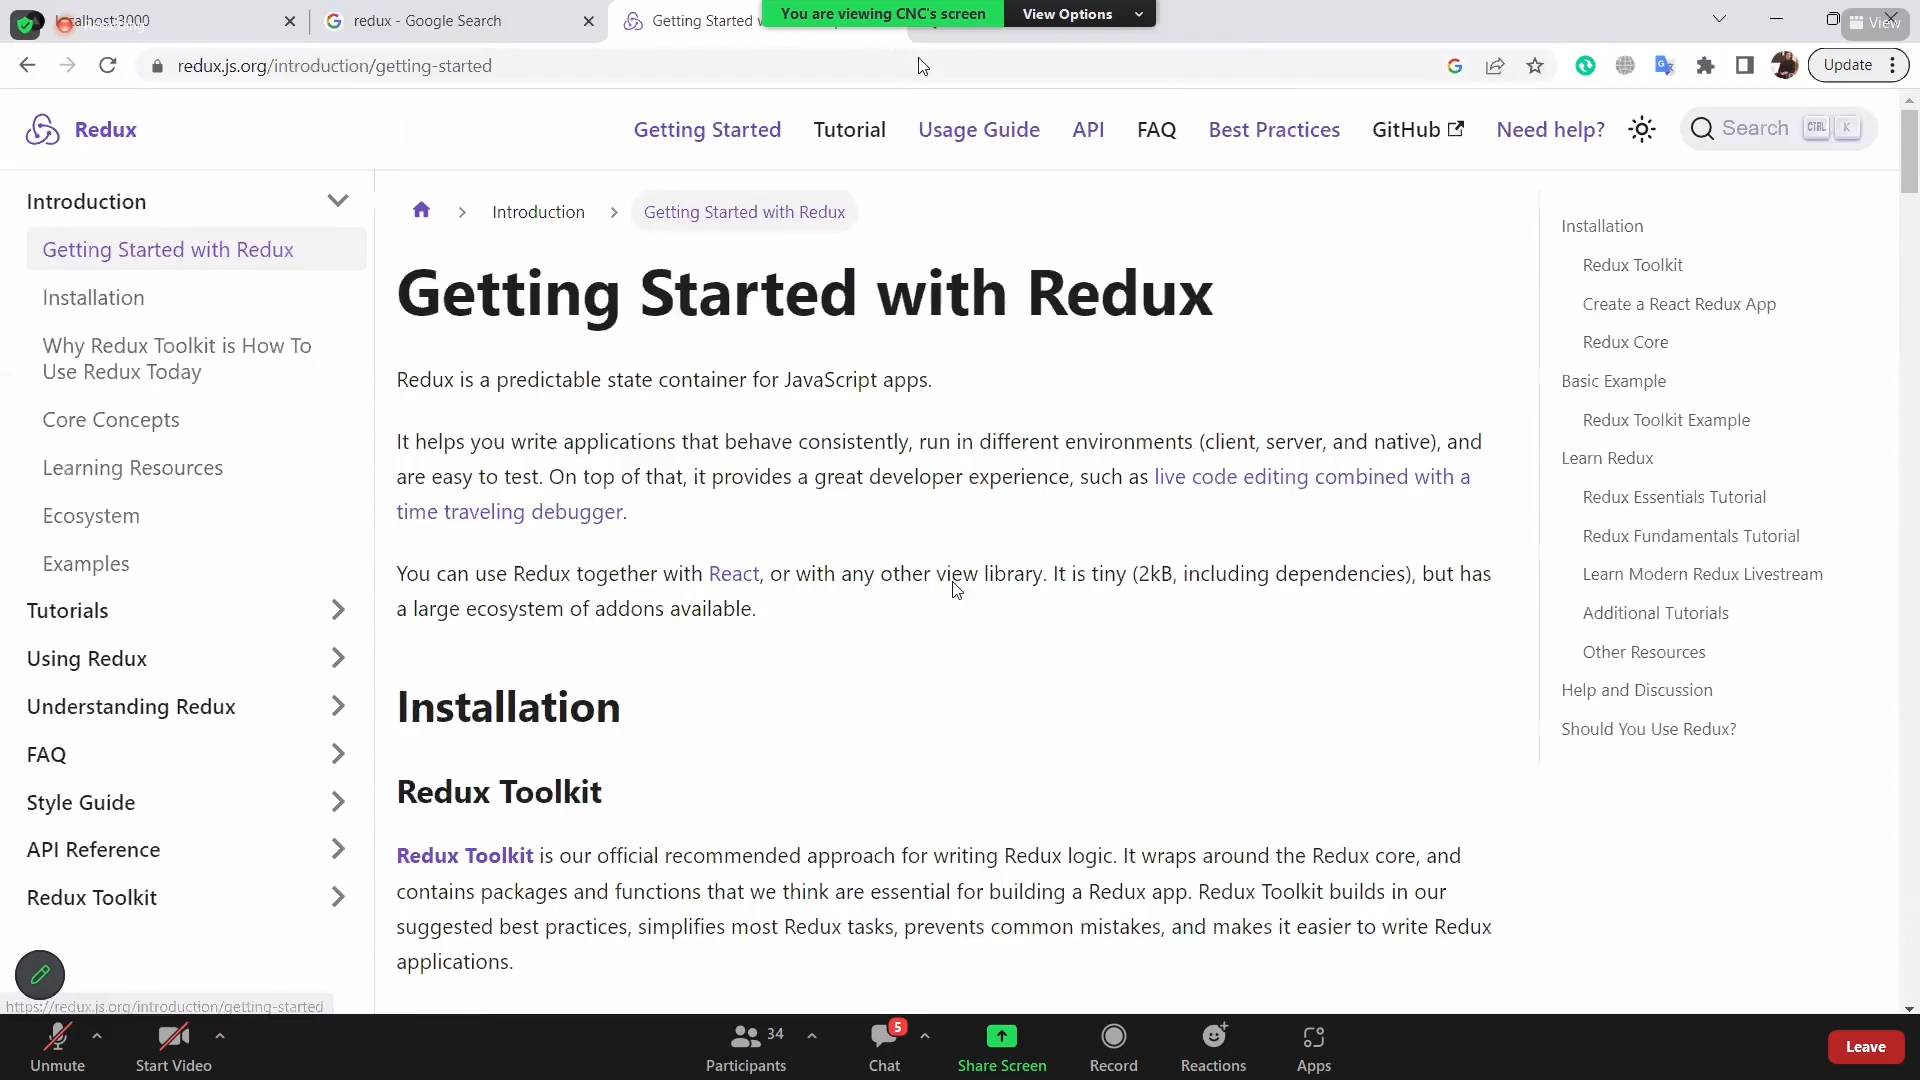 localhost:3000
redux - Google Search
Getting Started
You are viewing CNC's screen
View Options
View
redux.js.org/introduction/getting-started
Update
Redux
Getting Started
Tutorial
Usage Guide
API
FAQ
Best Practices
GitHub
Need help?
Search
CTRL K
Introduction
Getting Started with Redux
Installation
Why Redux Toolkit is How To
Use Redux Today
Core Concepts
Learning Resources
Ecosystem
Examples
Tutorials
Using Redux
Understanding Redux
FAQ
Style Guide
API Reference
Redux Toolkit
https://redux.js.org/introduction/getting-started
Introduction
Getting Started with Redux
Getting Started with Redux
Redux is a predictable state container for JavaScript apps.
It helps you write applications that behave consistently, run in different environments (client, server, and native), and
are easy to test. On top of that, it provides a great developer experience, such as live code editing combined with a
time traveling debugger.
You can use Redux together with React, or with any other view library. It is tiny (2kB, including dependencies), but has
a large ecosystem of addons available.
Installation
Redux Toolkit
Redux Toolkit is our official recommended approach for writing Redux logic. It wraps around the Redux core, and
contains packages and functions that we think are essential for building a Redux app. Redux Toolkit builds in our
suggested best practices, simplifies most Redux tasks, prevents common mistakes, and makes it easier to write Redux
applications.
Installation
Redux Toolkit
Create a React Redux App
Redux Core
Basic Example
Redux Toolkit Example
Learn Redux
Redux Essentials Tutorial
Redux Fundamentals Tutorial
Learn Modern Redux Livestream
Additional Tutorials
Other Resources
Help and Discussion
Should You Use Redux?
Unmute
Start Video
34
Participants
5
Chat
Share Screen
Record
Reactions
Apps
Leave